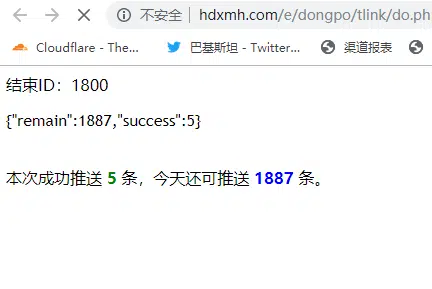 不安全 hdxmh.com/e/dongpo/tlink/do.ph
Cloudflare - The... 巴基斯坦 - Twitter... 渠道报表
结束ID：1800
{"remain":1887,"success":5}
本次成功推送 5 条，今天还可推送 1887 条。